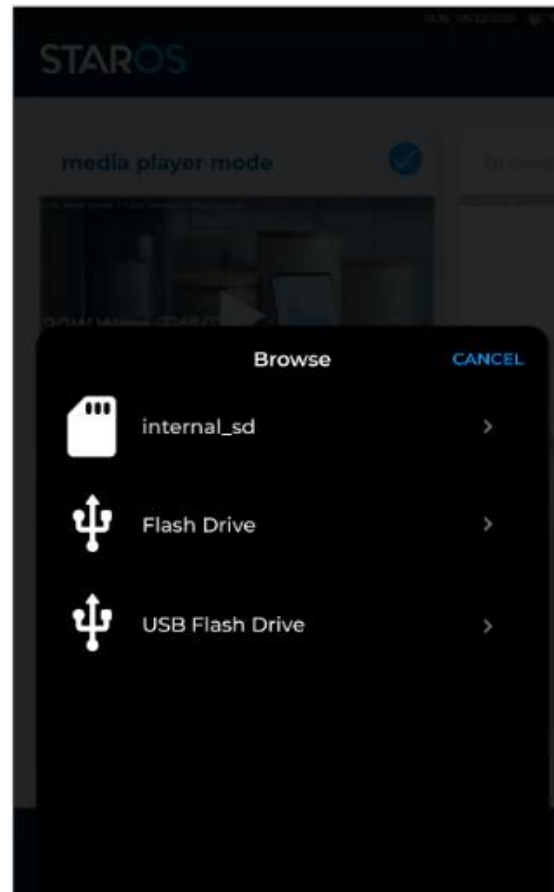 STAROS
media player mode
Browse
CANCEL
internal_sd
Flash Drive
USB Flash Drive